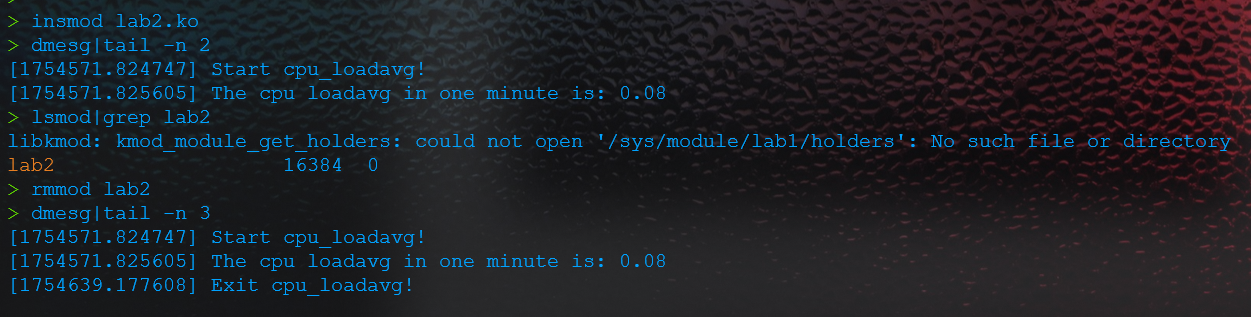 > insmod lab2.ko
> dmesg|tail -n 2
[1754571.824747] Start cpu_loadavg!
[1754571.825605] The cpu loadavg in one minute is: 0.08
> lsmod|grep lab2
libkmod: kmod_module_get_holders: could not open '/sys/module/lab1/holders': No such file or directory
lab2                   16384  0
> rmmod lab2
> dmesg|tail -n 3
[1754571.824747] Start cpu_loadavg!
[1754571.825605] The cpu loadavg in one minute is: 0.08
[1754639.177608] Exit cpu_loadavg!